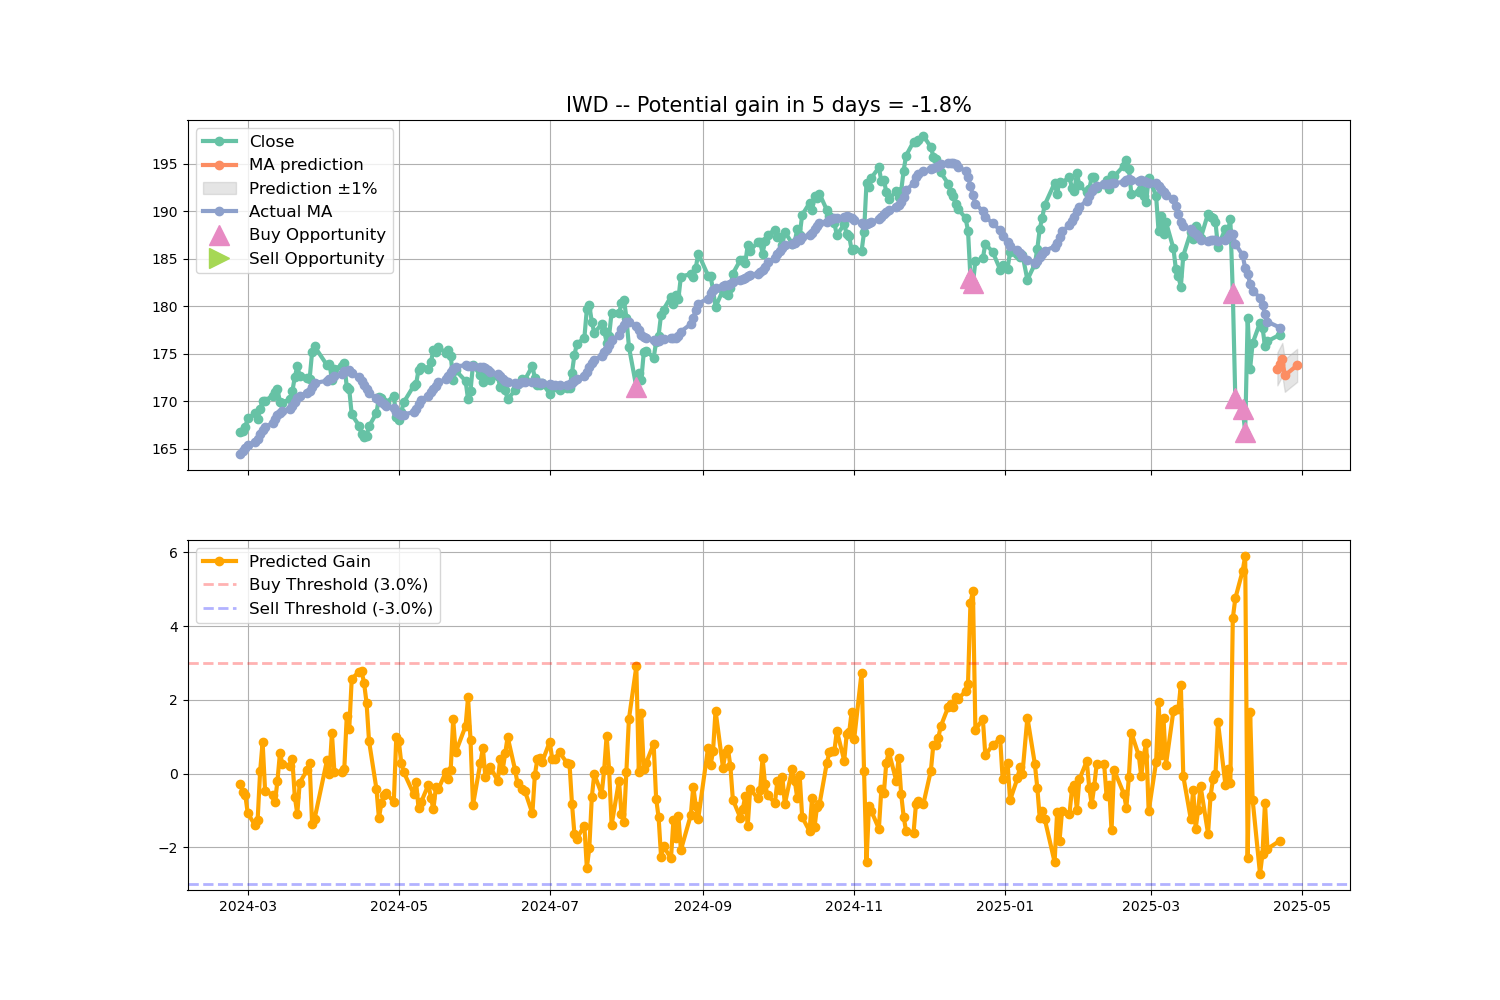 IWD -- Potential gain in 5 days = -1.8%
Close
MA prediction
Prediction ±1%
Actual MA
Buy Opportunity
Sell Opportunity
195
190
185
180
175
170
165
Predicted Gain
Buy Threshold (3.0%)
Sell Threshold (-3.0%)
6
4
2
0
−2
2024-03 2024-05 2024-07 2024-09 2024-11 2025-01 2025-03 2025-05